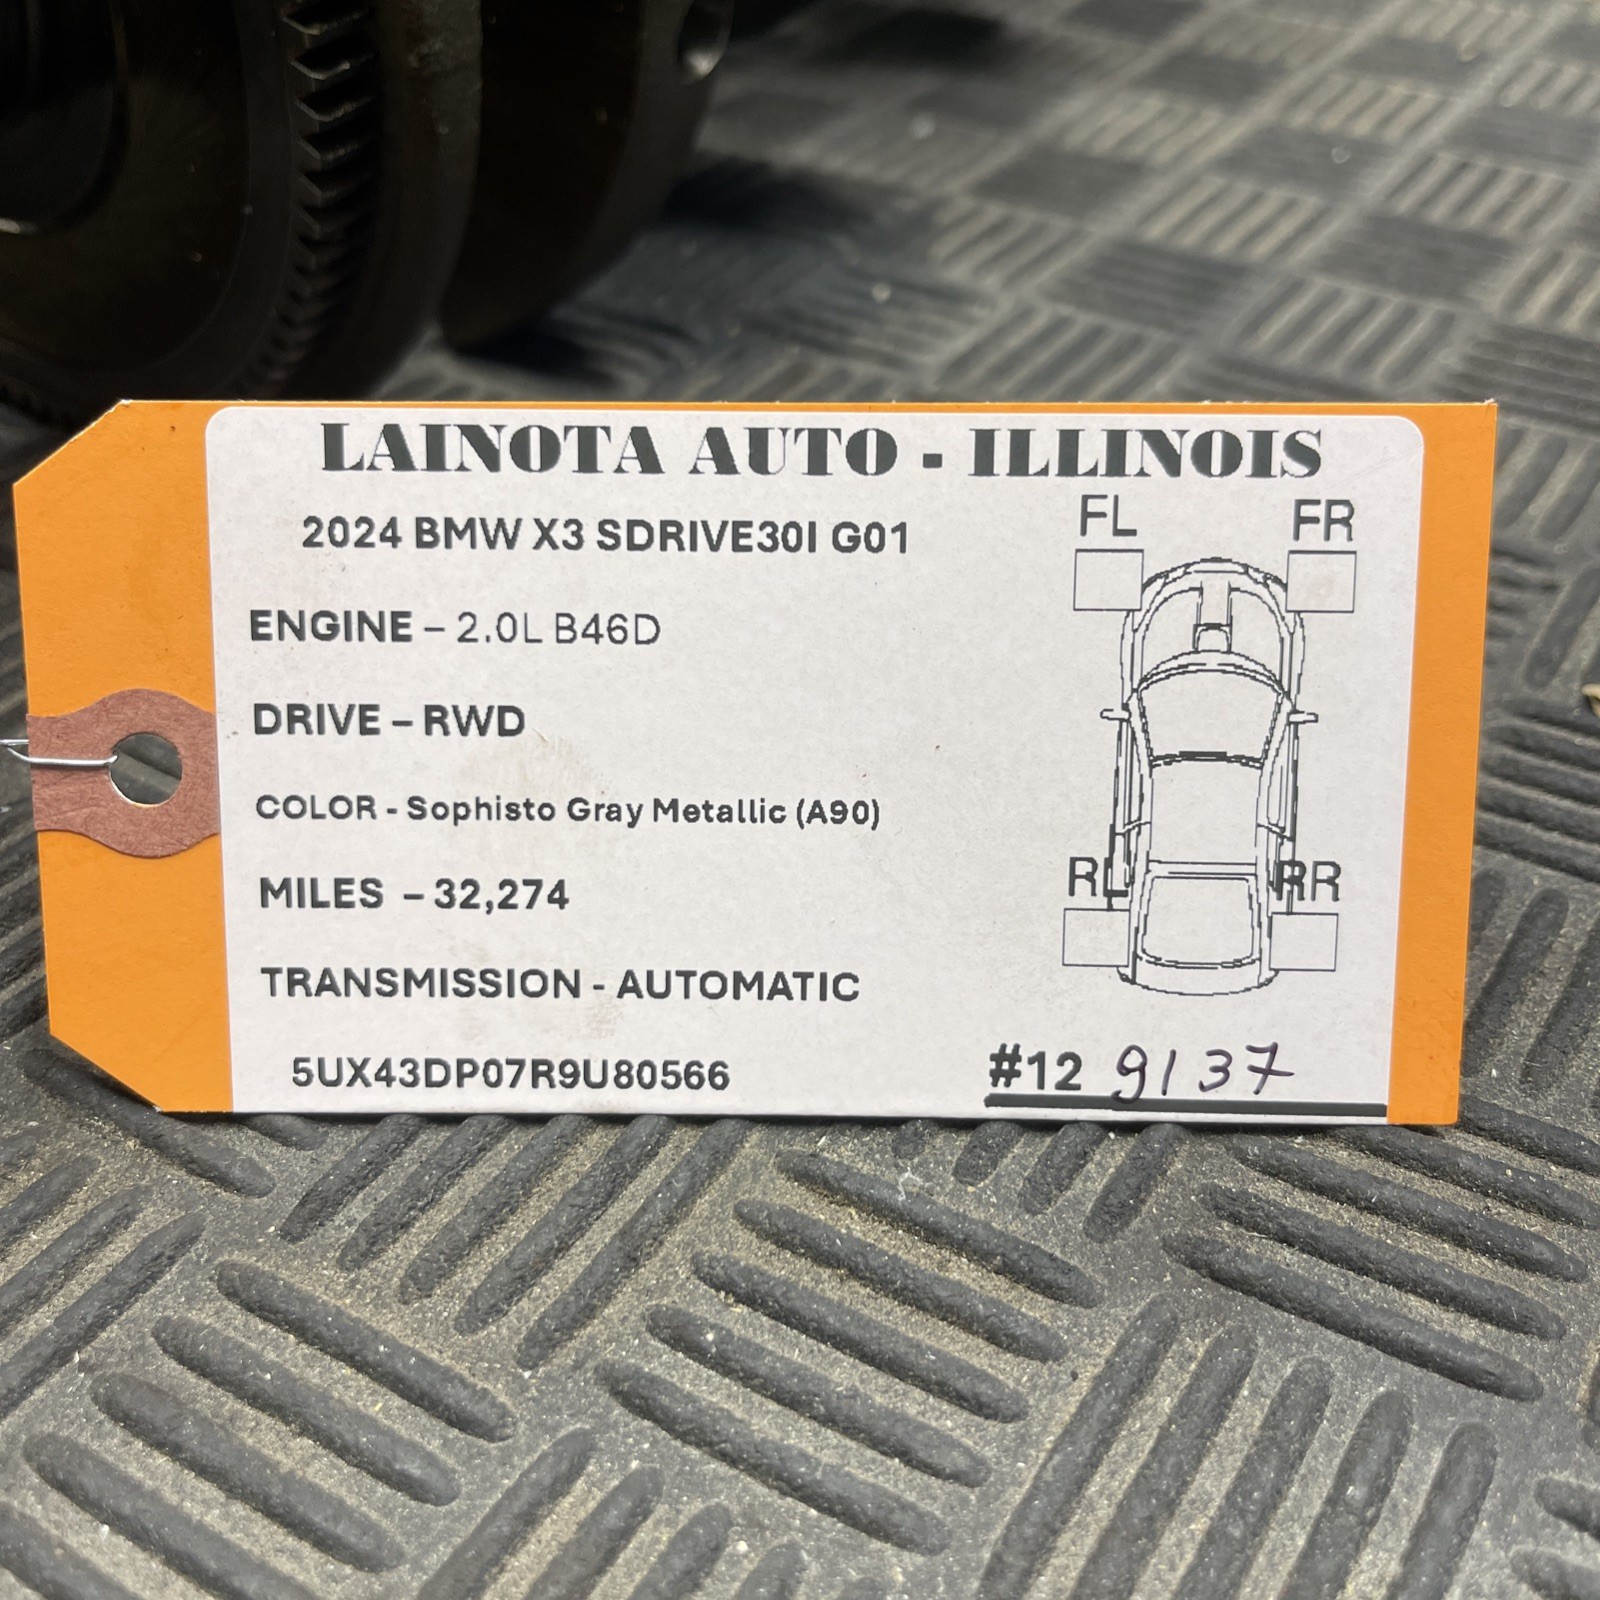 LAINOTA AUTO - ILLINOIS
2024 BMW X3 SDRIVE30I G01
FL FR
ENGINE – 2.0L B46D
DRIVE – RWD
COLOR - Sophisto Gray Metallic (A90)
MILES – 32,274
RL RR
TRANSMISSION - AUTOMATIC
5UX43DP07R9U80566
#12 9137